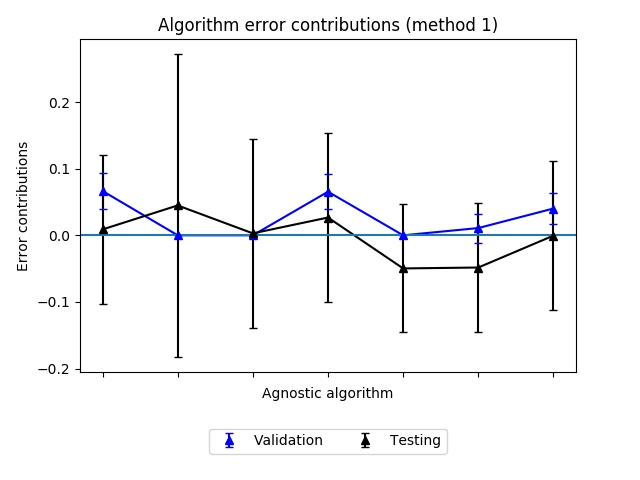 Algorithm error contributions (method 1)
0.2
0.1
0.0
−0.1
−0.2
Error contributions
Agnostic algorithm
Validation Testing